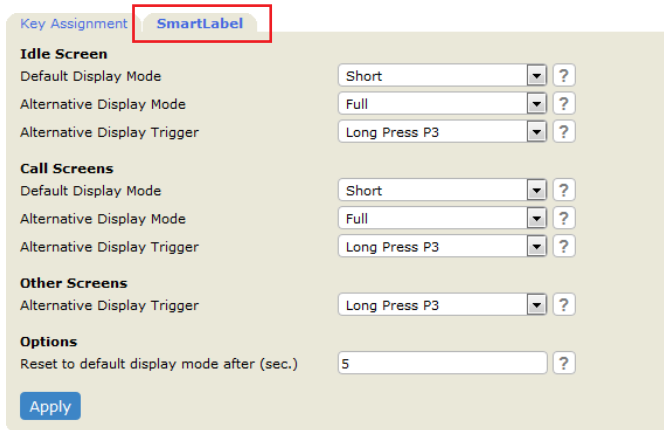 Key Assignment SmartLabel
Idle Screen
Default Display Mode Short ?
Alternative Display Mode Full ?
Alternative Display Trigger Long Press P3 ?
Call Screens
Default Display Mode Short ?
Alternative Display Mode Full ?
Alternative Display Trigger Long Press P3 ?
Other Screens
Alternative Display Trigger Long Press P3 ?
Options
Reset to default display mode after (sec.) 5 ?
Apply